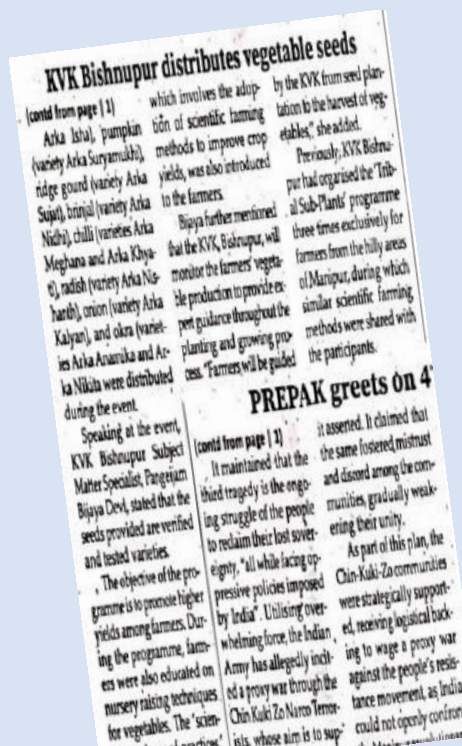 KVK Bishnupur distributes vegetable seeds
(contd from page | 1)
Arka Isha), pumpkin
(variety Arka Suryamukhi),
ridge gound (variety Arka
Sujat), brinjal (variety Arka
Nidhi), chilli (varieties Arka
Meghana and Arka Khya-
ti), radish (variety Arka Nis-
hanth), onion (variety Arka
Kalyan), and okra (variet-
ies Arka Anamika and Ar-
ka Nikita were distributed
during the event.
Speaking at the event,
KVK Bishnupur Subject
Matter Specialist, Pangerjam
Bijaya Devi, stated that the
seeds provided are verified
and tested varieties.
The objective of the pro-
gramme is to promote higher
yields among farmers. Dur-
ing the programme, farm-
ers were also educated on
nursery raising techniques
for vegetables. The 'scien-
practices'
which involves the adop-
tion of scientific farming
methods to improve crop
yields, was also introduced
to the farmers.
Bijaya further mentioned
that the KVK, Bishnupur, will
monitor the farmers' vegeta-
ble production to provide ex-
pert guidance throughout the
planting and growing pro-
cess. "Farmers will be guided
by the KVK from seed plan-
tation to the harvest of veg-
etables," she added.
Previously, KVK Bishnu-
pur had organised the 'Trib-
al Sub-Plants' programme
three times exclusively for
farmers from the hilly areas
of Manipur, during which
similar scientific farming
methods were shared with
the participants.
PREPAK greets on 4
(contd from page | 1)
It maintained that the
third tragedy is the ongo-
ing struggle of the people
to reclaim their lost sover-
eignty, "all while facing op-
pressive policies imposed
by India". Utilising over-
whelming force, the Indian
Army has allegedly incit-
ed a proxy war through the
Chin Kuki Zo Narco Terror-
ists, whose aim is to sup-
it asserted. It claimed that
the same fostered mistrust
and discord among the com-
munities, gradually weak-
ening their unity.
As part of this plan, the
Chin-Kuki-Zo communities
were strategically support-
ed, receiving logistical back-
ing to wage a proxy war
against the people's resis-
tance movement, as India
could not openly confront